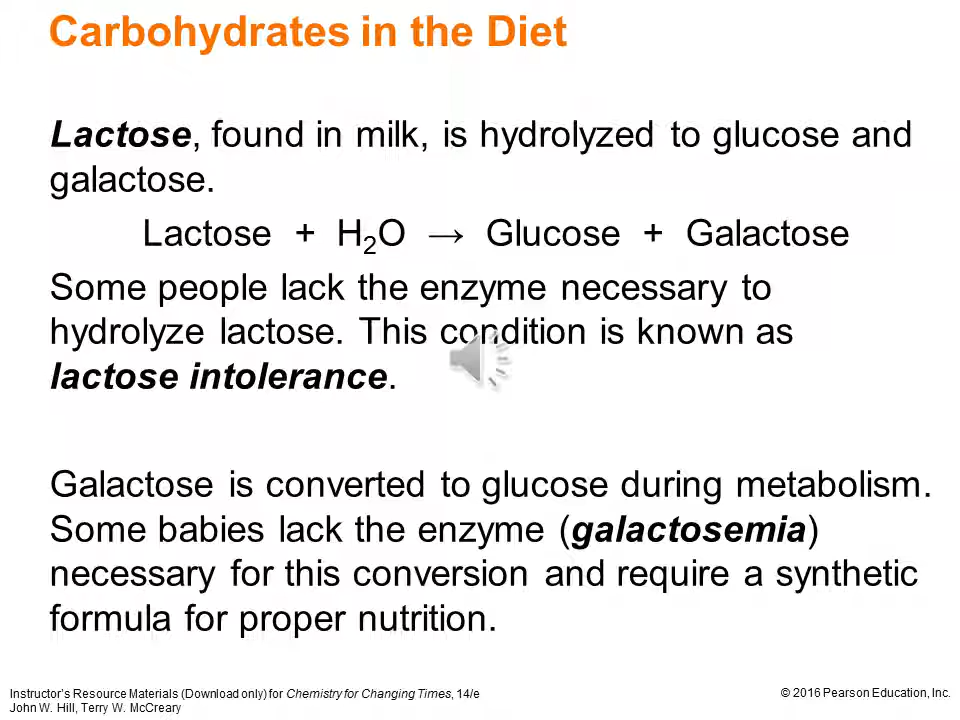 Carbohydrates in the Diet
Lactose, found in milk, is hydrolyzed to glucose and
galactose.
Lactose + H₂O → Glucose + Galactose
Some people lack the enzyme necessary to
hydrolyze lactose. This condition is known as
lactose intolerance.
Galactose is converted to glucose during metabolism.
Some babies lack the enzyme (galactosemia)
necessary for this conversion and require a synthetic
formula for proper nutrition.
Instructor's Resource Materials (Download only) for Chemistry for Changing Times, 14/e
John W. Hill, Terry W. McCreary
© 2016 Pearson Education, Inc.